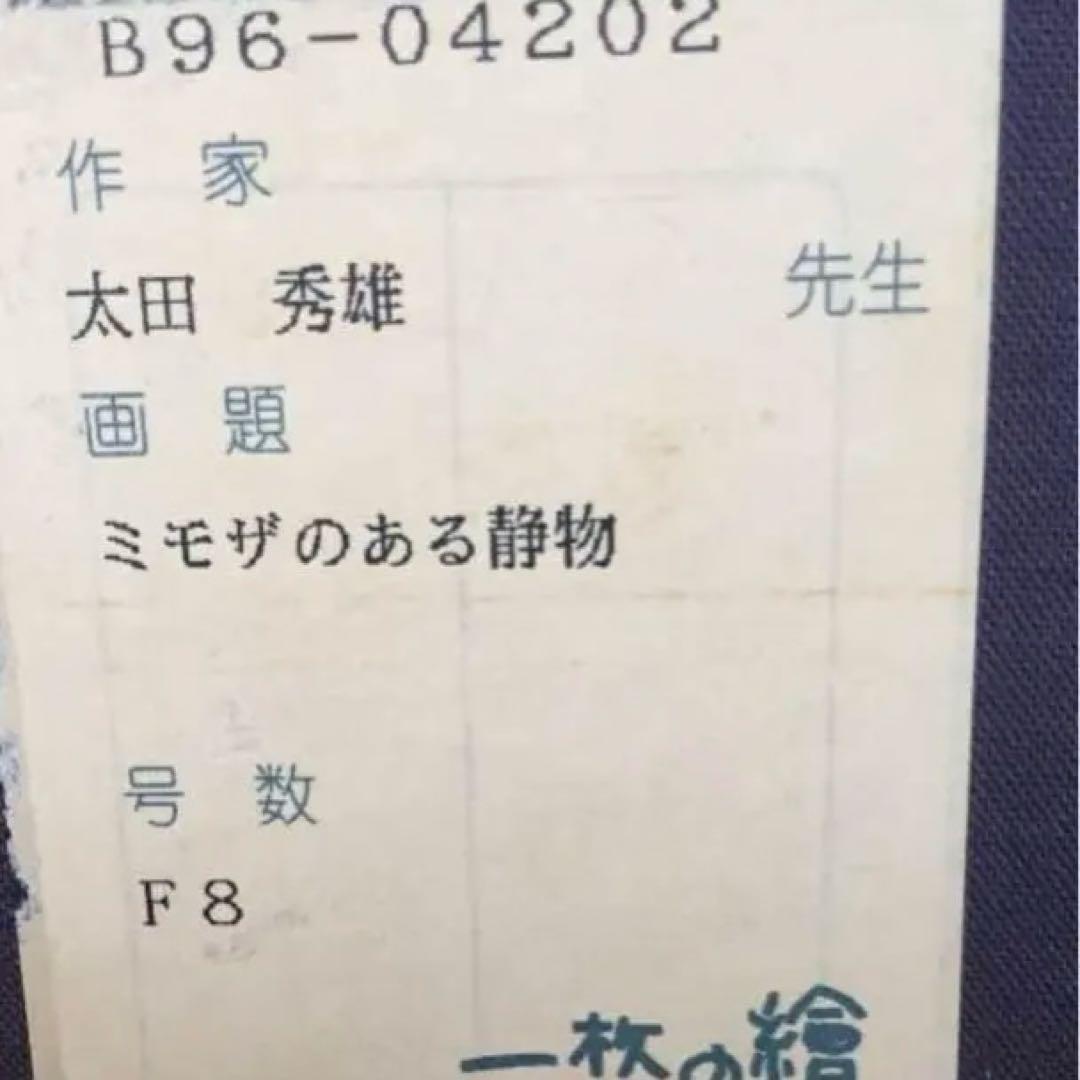 B96-04202
作 家
太田 秀雄 先生
画 題
ミモザのある静物
号 数
F8
一枚の繪